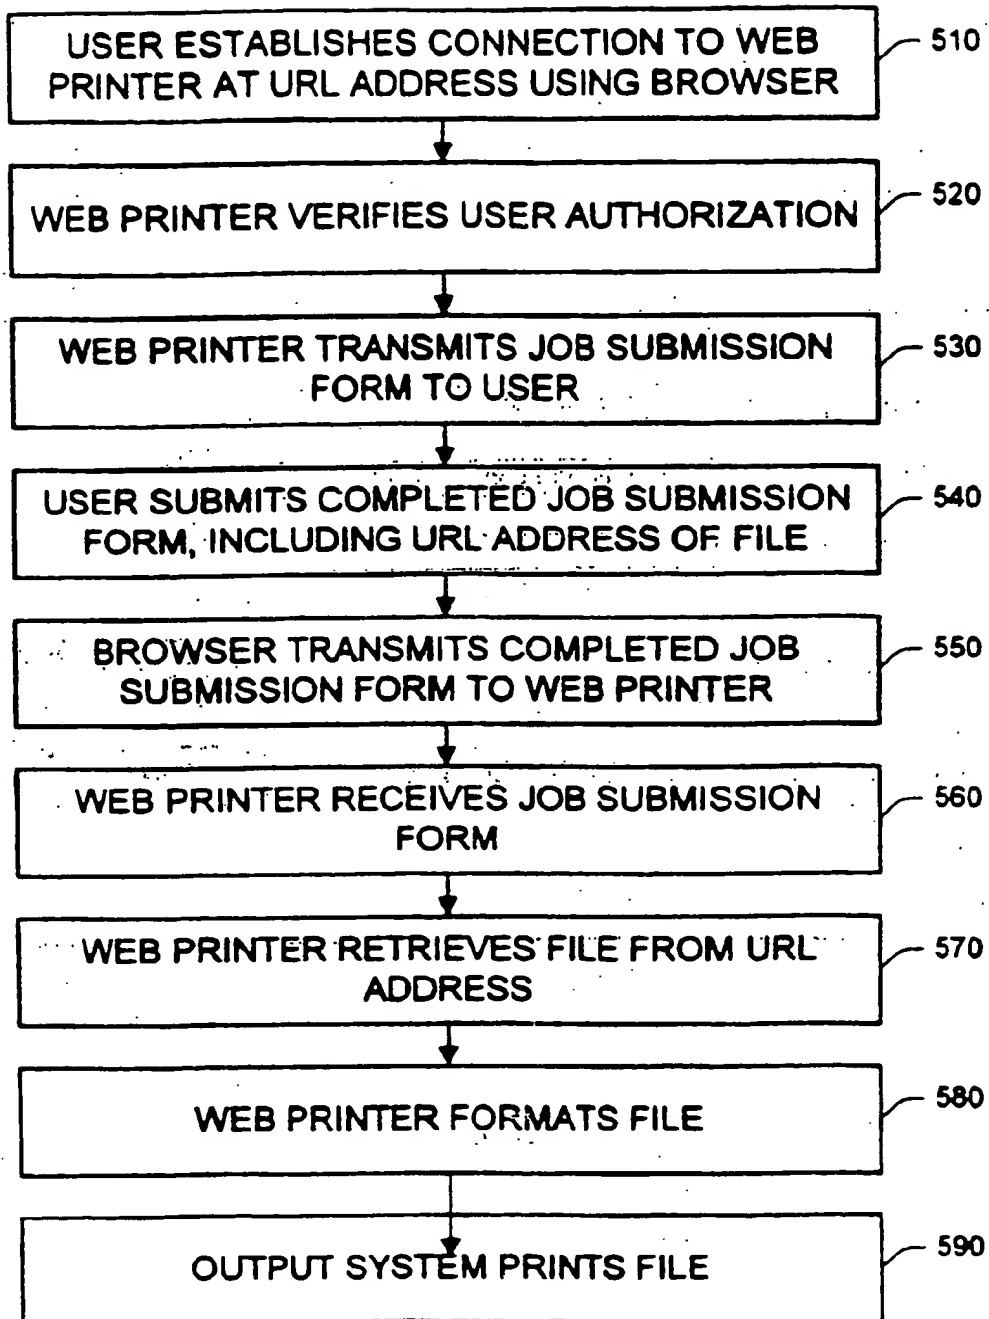 USER ESTABLISHES CONNECTION TO WEB
PRINTER AT URL ADDRESS USING BROWSER
510
WEB PRINTER VERIFIES USER AUTHORIZATION
520
WEB PRINTER TRANSMITS JOB SUBMISSION
FORM TO USER
530
USER SUBMITS COMPLETED JOB SUBMISSION
FORM, INCLUDING URL ADDRESS OF FILE
540
BROWSER TRANSMITS COMPLETED JOB
SUBMISSION FORM TO WEB PRINTER
550
WEB PRINTER RECEIVES JOB SUBMISSION
FORM
560
WEB PRINTER RETRIEVES FILE FROM URL
ADDRESS
570
WEB PRINTER FORMATS FILE
580
OUTPUT SYSTEM PRINTS FILE
590